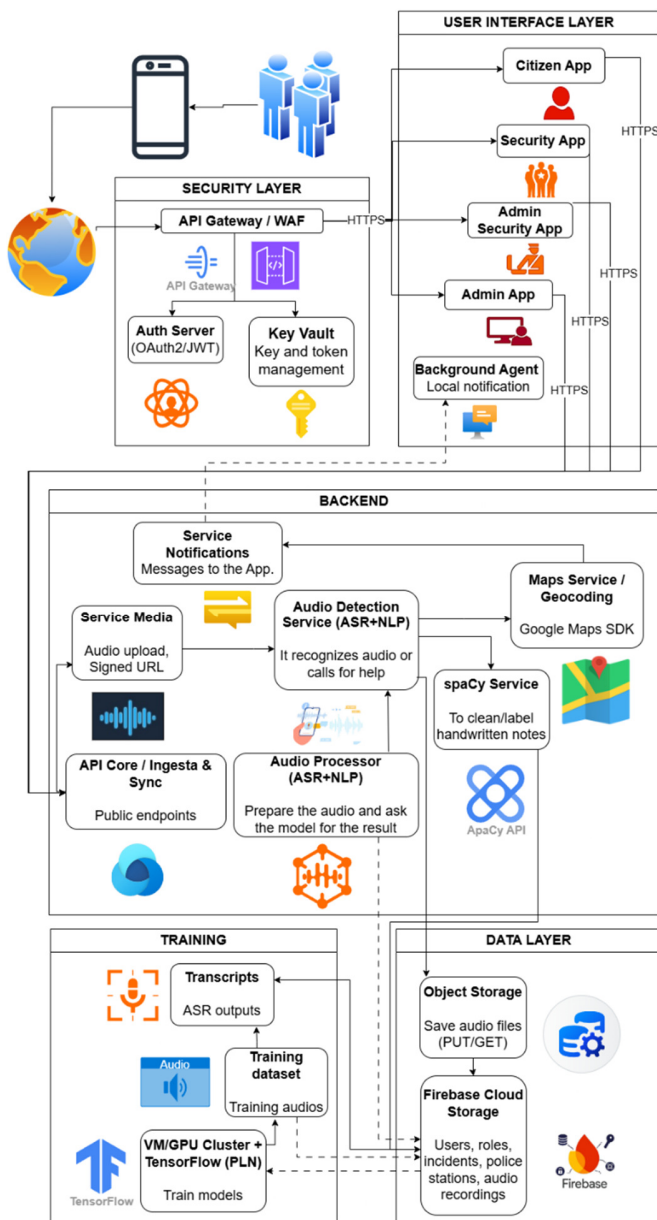 USER INTERFACE LAYER
Citizen App
HTTPS
Security App
SECURITY LAYER
API Gateway / WAF
HTTPS
Admin
Security App
API Gateway
HTTPS
Admin App
Auth Server
(OAuth2/JWT)
Key Vault
Key and token
management
Background Agent
Local notification
HTTPS
BACKEND
Service
Notifications
Messages to the App.
Maps Service /
Geocoding
Google Maps SDK
Service Media
Audio upload,
Signed URL
Audio Detection
Service (ASR+NLP)
It recognizes audio or
calls for help
spaCy Service
To clean/label
handwritten notes
API Core / Ingesta &
Sync
Public endpoints
Audio Processor
(ASR+NLP)
Prepare the audio and ask
the model for the result
ApaCy API
TRAINING
Transcripts
ASR outputs
Audio
Training
dataset
Training audios
VM/GPU Cluster +
TensorFlow (PLN)
Train models
TensorFlow
DATA LAYER
Object Storage
Save audio files
(PUT/GET)
Firebase Cloud
Storage
Users, roles,
incidents, police
stations, audio
recordings
Firebase